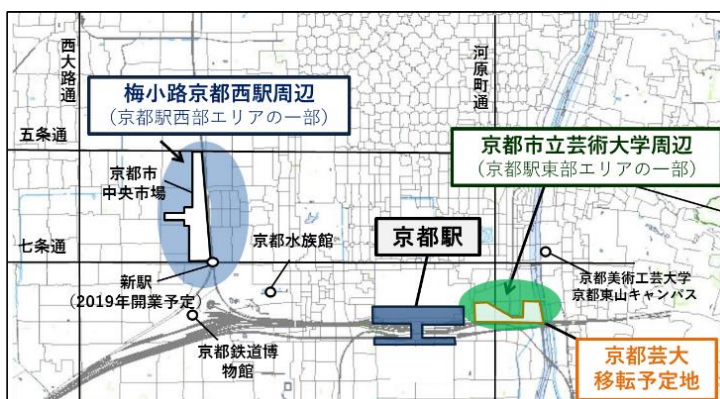 西大路通
河原町通
梅小路京都西駅周辺
(京都駅西部エリアの一部)
五条通
京都市立芸術大学周辺
(京都駅東部エリアの一部)
京都市
中央市場
七条通
京都水族館
京都駅
新駅
(2019年開業予定)
京都美術工芸大学
京都東山キャンパス
京都鉄道博
物館
京都芸大
移転予定地